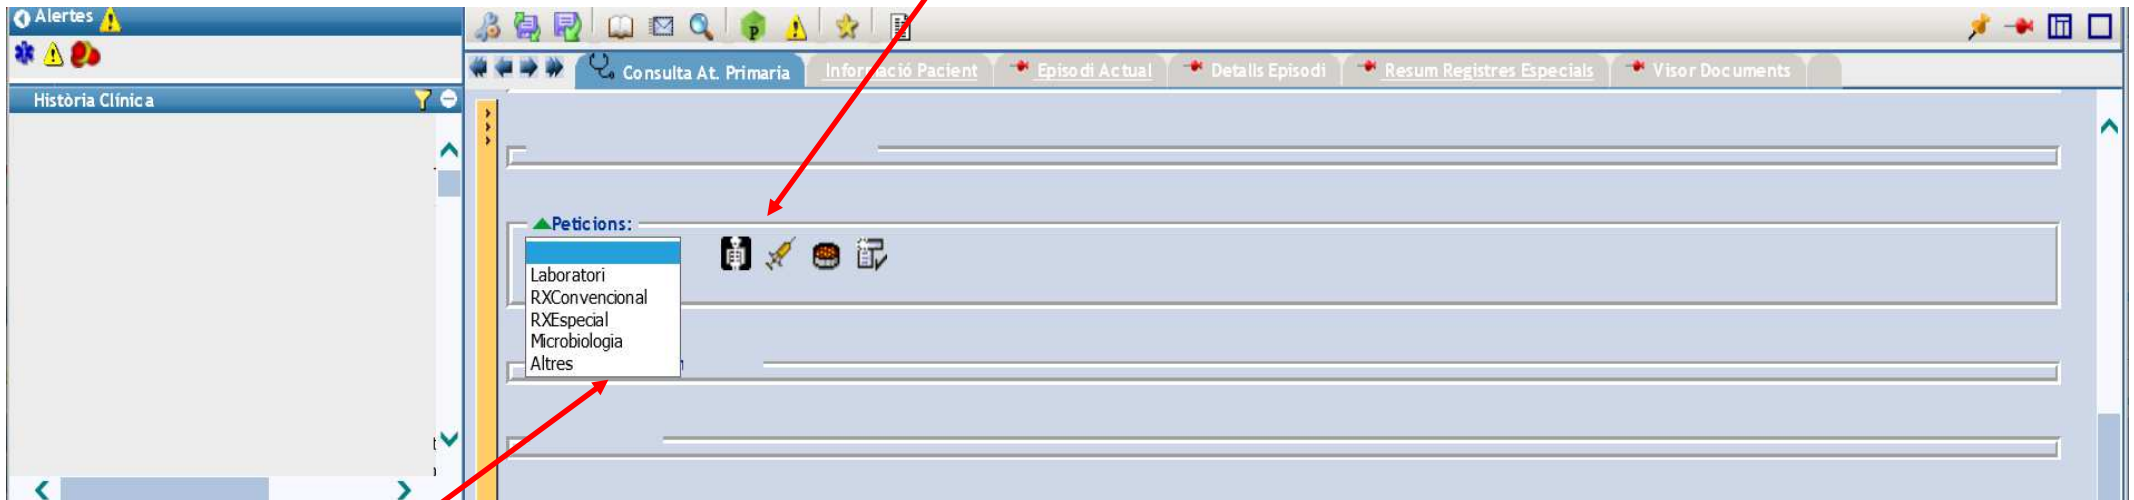 Alertes
Història Clínica
Consulta At. Primaria
Informació Pacient
Episodi Actual
Detalls Episodi
Resum Registres Especials
Visor Documents
Peticions:
Laboratori
RXConvencional
RXEspecial
Microbiologia
Altres